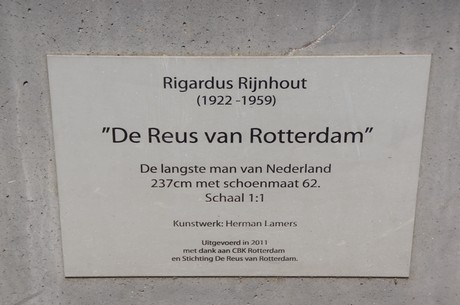 Rigardus Rijnhout
(1922 -1959)
"De Reus van Rotterdam"
De langste man van Nederland
237cm met schoenmaat 62.
Schaal 1:1
Kunstwerk: Herman Lamers
Uitgevoerd in 2011
met dank aan CBK Rotterdam
en Stichting De Reus van Rotterdam.